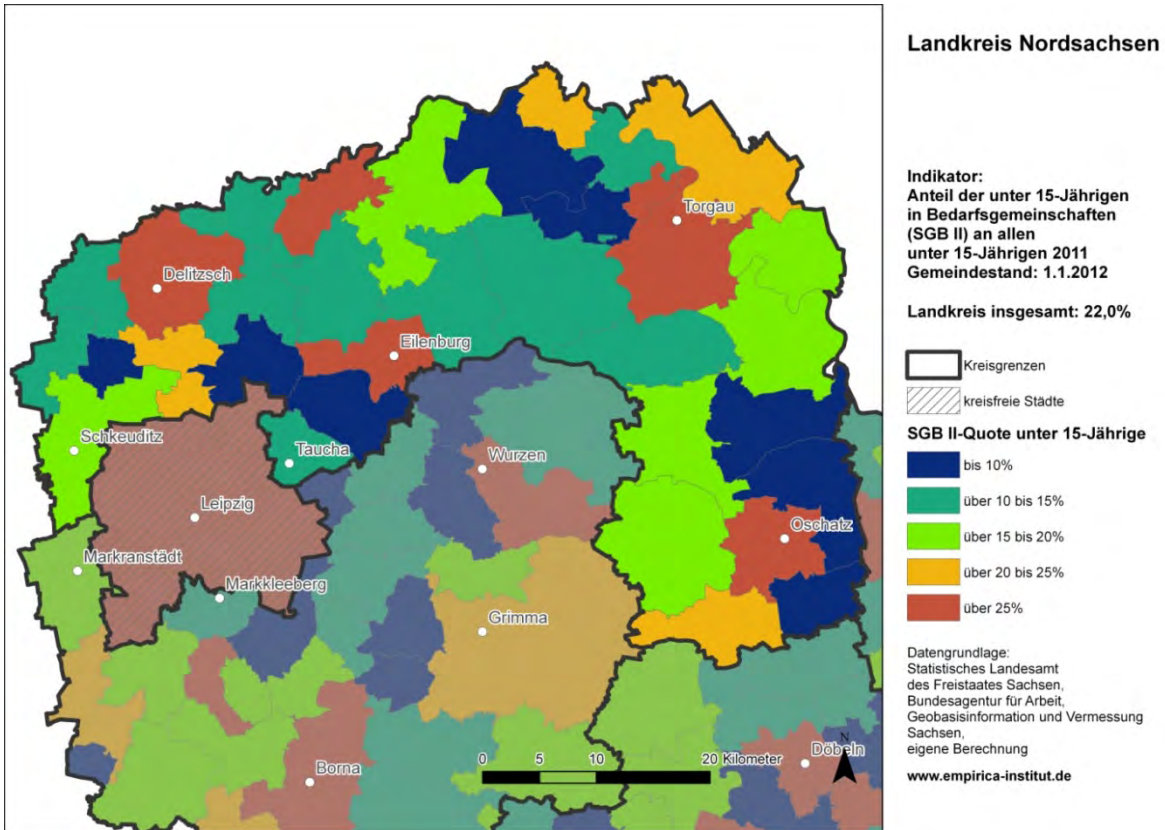 Landkreis Nordsachsen
Indikator:
Anteil der unter 15-Jährigen
in Bedarfsgemeinschaften
(SGB II) an allen
unter 15-Jährigen 2011
Gemeindestand: 1.1.2012
Landkreis insgesamt: 22,0%
Kreisgrenzen
kreisfreie Städte
SGB II-Quote unter 15-Jährige
bis 10%
über 10 bis 15%
über 15 bis 20%
über 20 bis 25%
über 25%
Datengrundlage:
Statistisches Landesamt
des Freistaates Sachsen,
Bundesagentur für Arbeit,
Geobasisinformation und Vermessung
Sachsen,
eigene Berechnung
www.empirica-institut.de
Torgau
Delitzsch
Eilenburg
Schkeuditz
Taucha
Wurzen
Leipzig
Oschatz
Markranstädt
Markkleeberg
Grimma
Borna
Döbeln
0 5 10 20 Kilometer
N